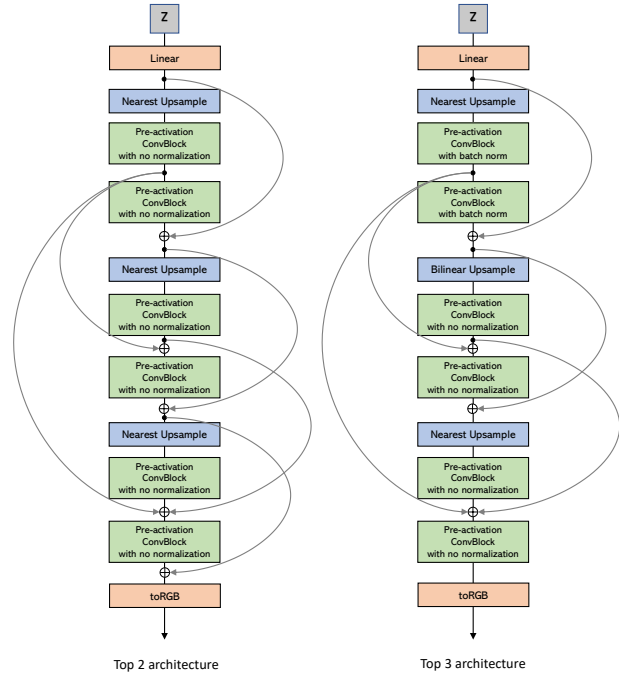 Z
Linear
Nearest Upsample
Pre-activation
ConvBlock
with no normalization
Pre-activation
ConvBlock
with no normalization
Nearest Upsample
Pre-activation
ConvBlock
with no normalization
Pre-activation
ConvBlock
with no normalization
Nearest Upsample
Pre-activation
ConvBlock
with no normalization
Pre-activation
ConvBlock
with no normalization
toRGB
Top 2 architecture
Z
Linear
Nearest Upsample
Pre-activation
ConvBlock
with batch norm
Pre-activation
ConvBlock
with batch norm
Bilinear Upsample
Pre-activation
ConvBlock
with no normalization
Pre-activation
ConvBlock
with no normalization
Nearest Upsample
Pre-activation
ConvBlock
with no normalization
Pre-activation
ConvBlock
with no normalization
toRGB
Top 3 architecture